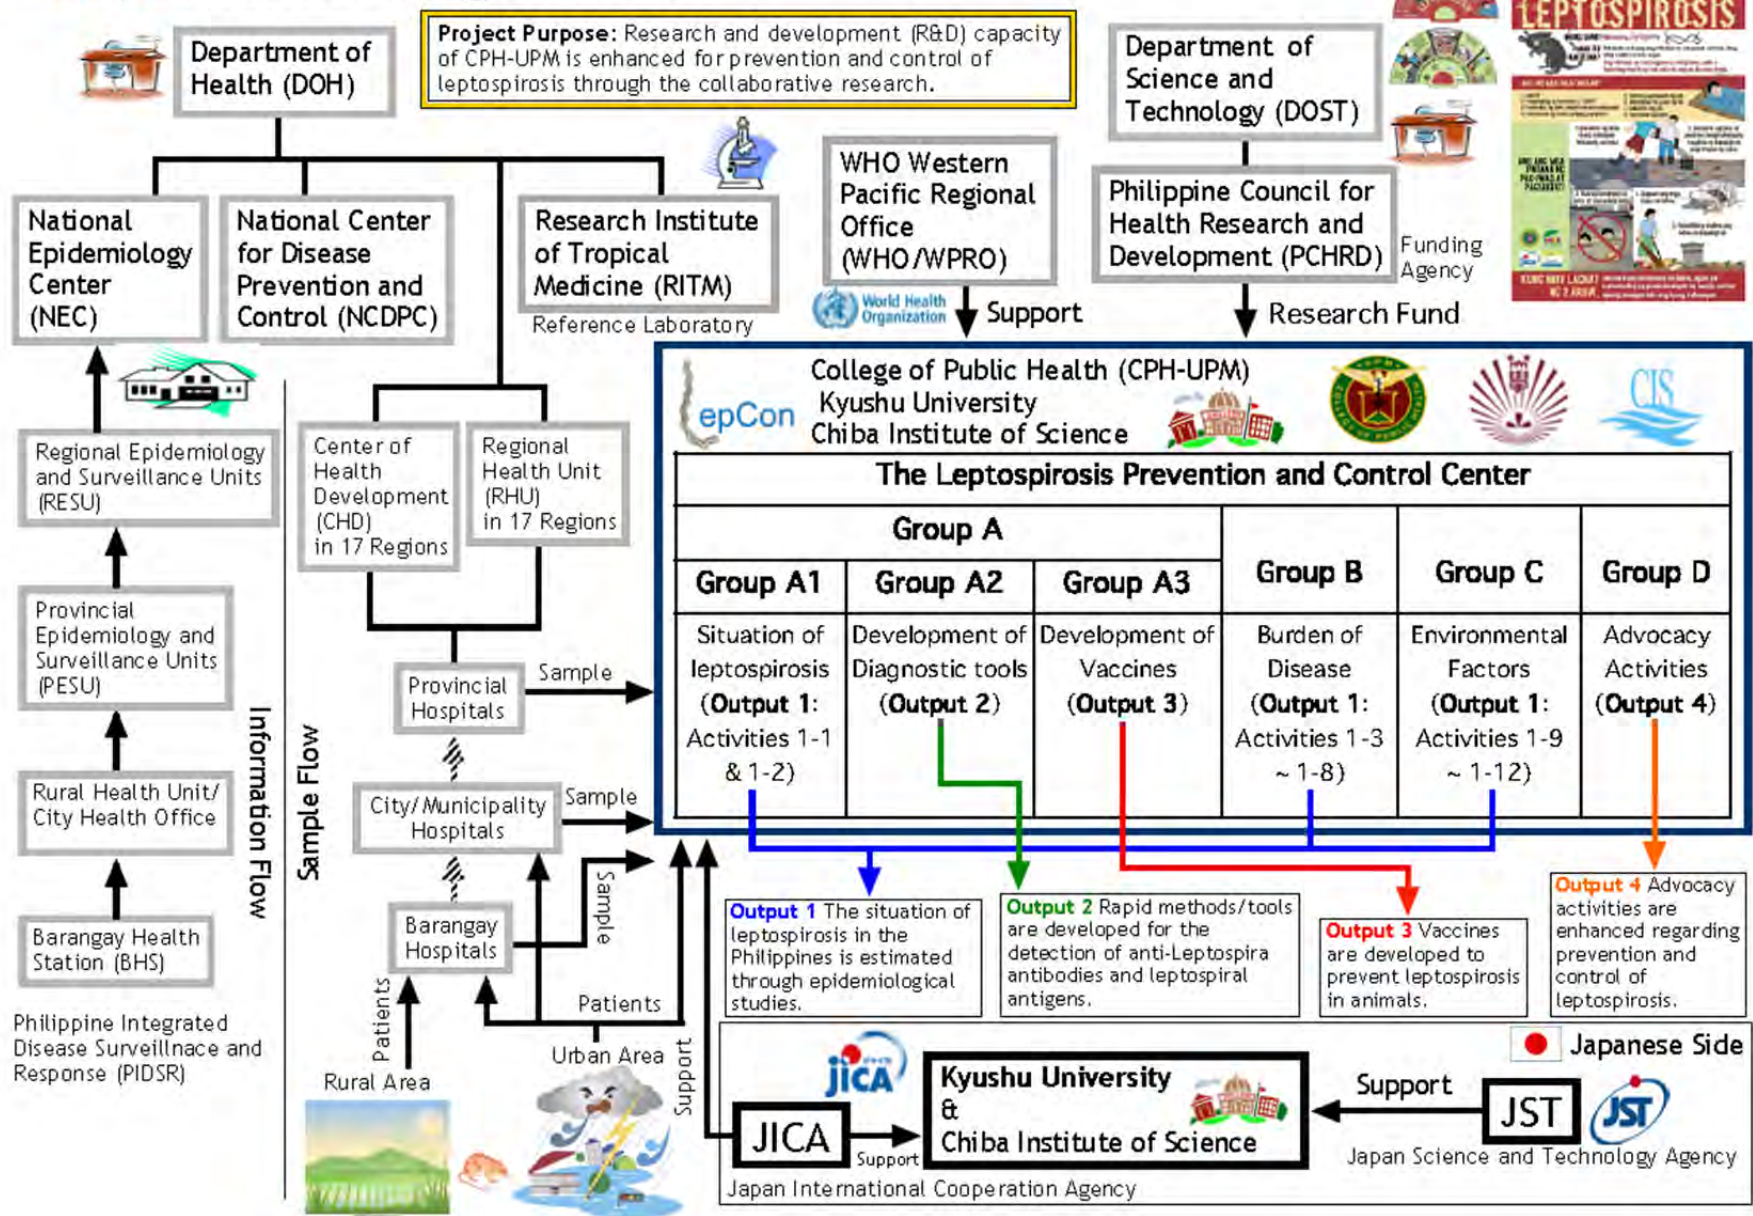 Department of
Health (DOH)
Project Purpose: Research and development (R&D) capacity
of CPH-UPM is enhanced for prevention and control of
leptospirosis through the collaborative research.
Department of
Science and
Technology (DOST)
LEPTOSPIROSIS
National
Epidemiology
Center
(NEC)
National Center
for Disease
Prevention and
Control (NCDPC)
Research Institute
of Tropical
Medicine (RITM)
Reference Laboratory
WHO Western
Pacific Regional
Office
(WHO/WPRO)
World Health
Organization
Support
Philippine Council for
Health Research and
Development (PCHRD)
Funding
Agency
Research Fund
Regional Epidemiology
and Surveillance Units
(RESU)
Provincial
Epidemiology and
Surveillance Units
(PESU)
Rural Health Unit/
City Health Office
Barangay Health
Station (BHS)
Philippine Integrated
Disease Surveillnace and
Response (PIDSR)
Information Flow
Sample Flow
Center of
Health
Development
(CHD)
in 17 Regions
Regional
Health Unit
(RHU)
in 17 Regions
Provincial
Hospitals
Sample
City/Municipality
Hospitals
Sample
Barangay
Hospitals
Sample
Patients
Rural Area
Patients
Urban Area
Support
epCon
College of Public Health (CPH-UPM)
Kyushu University
Chiba Institute of Science
CIS
The Leptospirosis Prevention and Control Center
Group A
Group A1
Group A2
Group A3
Group B
Group C
Group D
Situation of
leptospirosis
(Output 1:
Activities 1-1
& 1-2)
Development of
Diagnostic tools
(Output 2)
Development of
Vaccines
(Output 3)
Burden of
Disease
(Output 1:
Activities 1-3
~ 1-8)
Environmental
Factors
(Output 1:
Activities 1-9
~ 1-12)
Advocacy
Activities
(Output 4)
Output 1 The situation of
leptospirosis in the
Philippines is estimated
through epidemiological
studies.
Output 2 Rapid methods/tools
are developed for the
detection of anti-Leptospira
antibodies and leptospiral
antigens.
Output 3 Vaccines
are developed to
prevent leptospirosis
in animals.
Output 4 Advocacy
activities are
enhanced regarding
prevention and
control of
leptospirosis.
Japanese Side
jICA
JICA
Support
Kyushu University
&
Chiba Institute of Science
Support
JST
JST
Japan Science and Technology Agency
Japan International Cooperation Agency